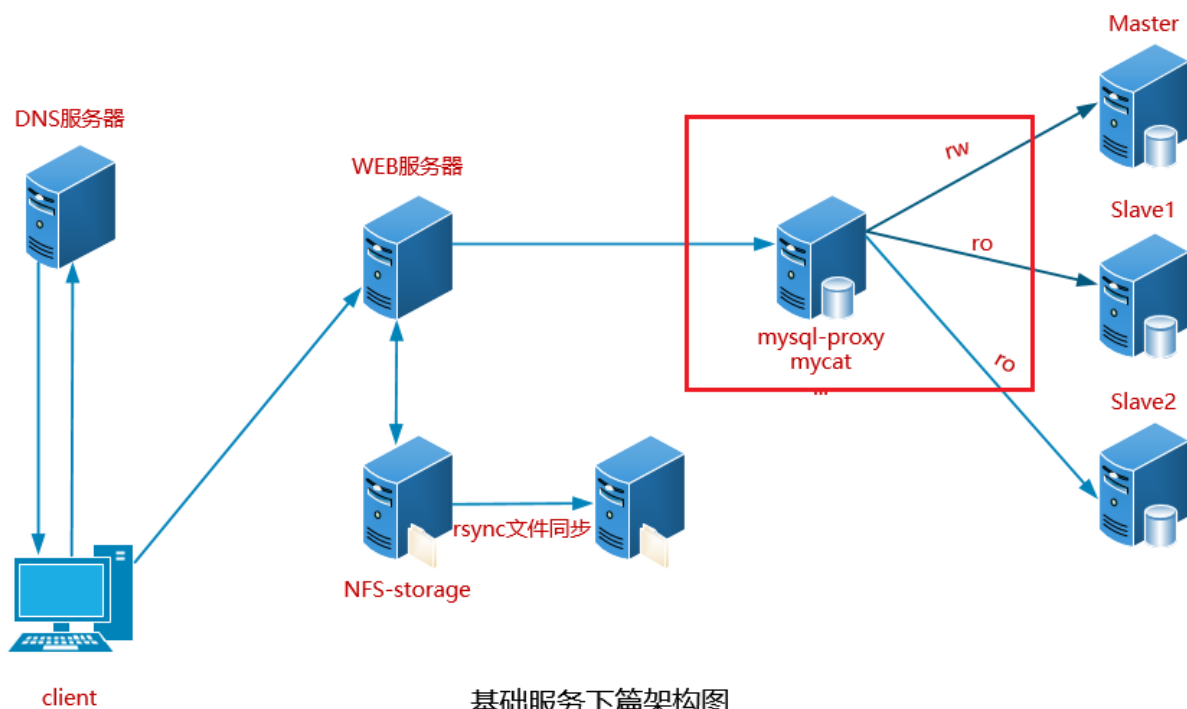 Master
DNS服务器
WEB服务器
rw
Slave1
ro
mysql-proxy
mycat
...
ro
Slave2
rsync文件同步
NFS-storage
client
基础服务下篇架构图